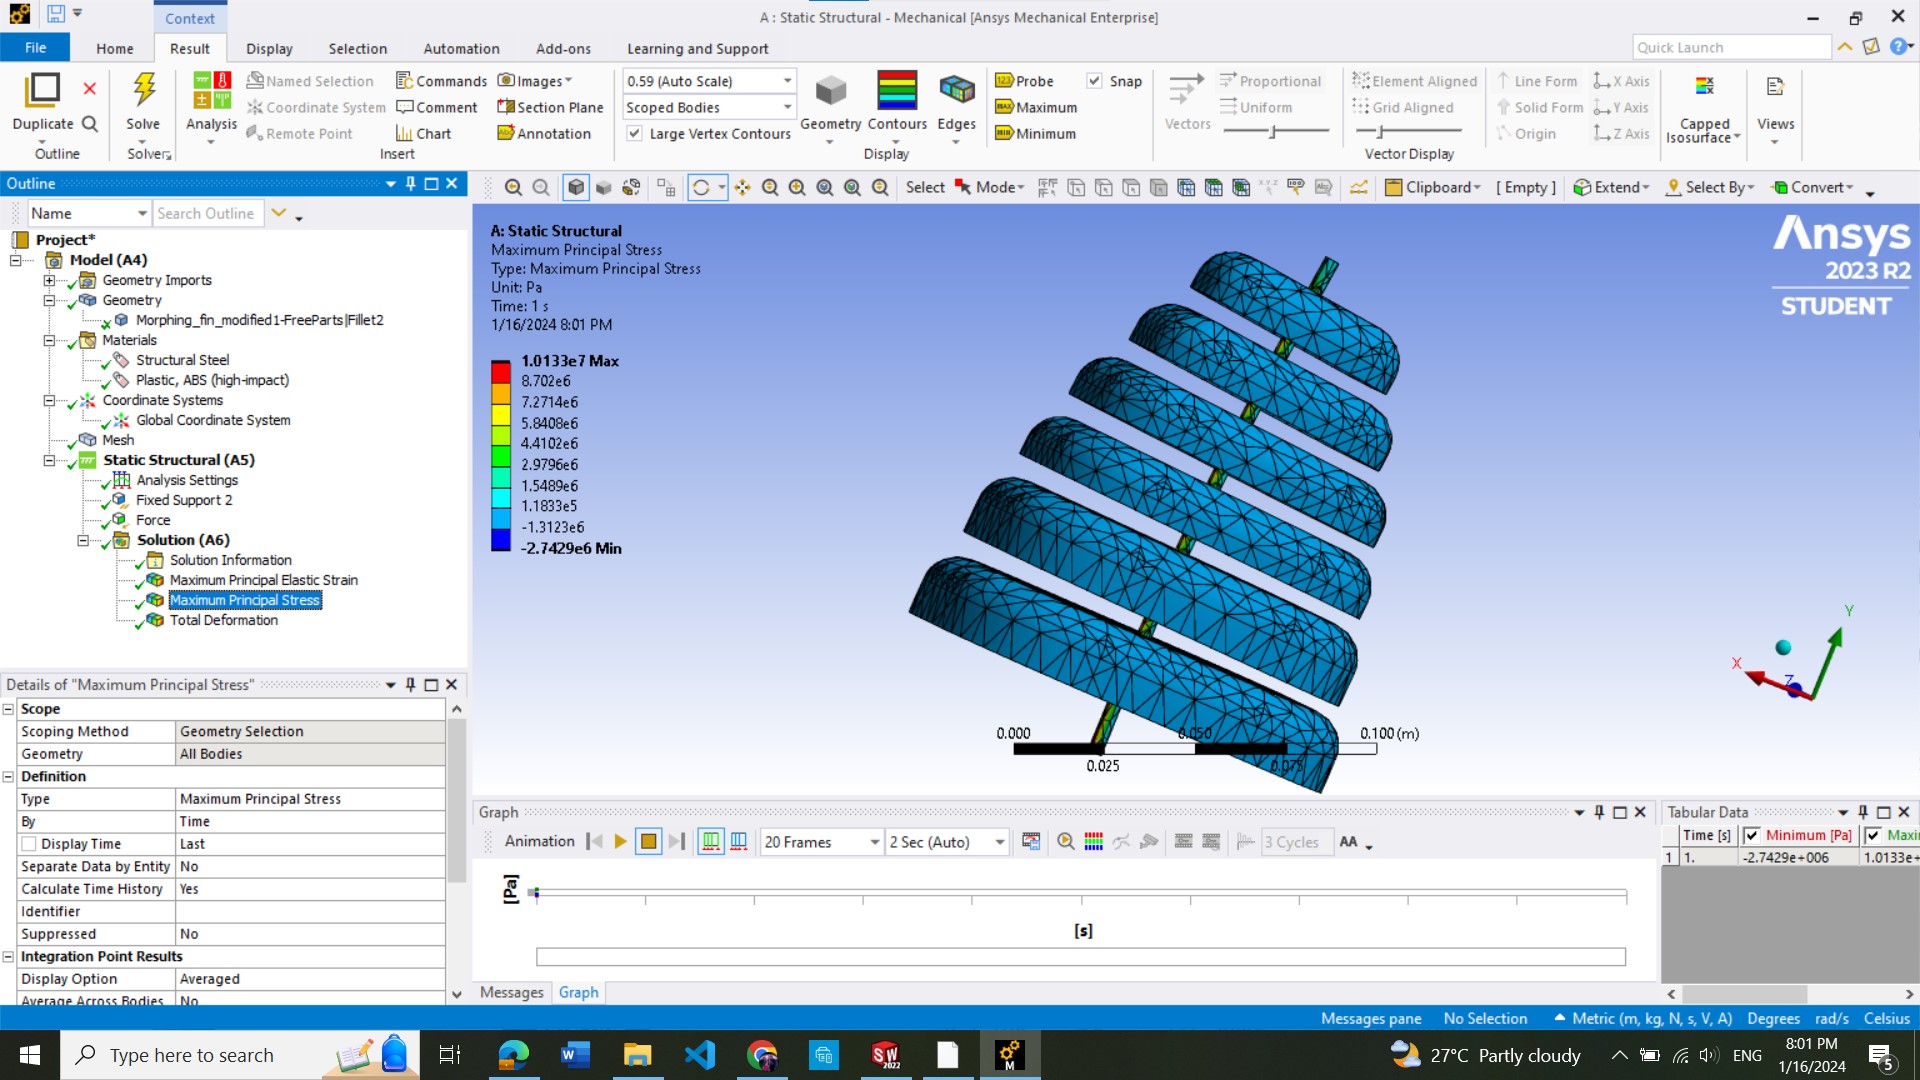 Context
A : Static Structural - Mechanical [Ansys Mechanical Enterprise]
File Home Result Display Selection Automation Add-ons Learning and Support
Quick Launch
Duplicate
Outline
Solve
Solver
Analysis
Named Selection
Coordinate System
Remote Point
Commands
Comment
Chart
Images
Section Plane
Annotation
Insert
0.59 (Auto Scale)
Scoped Bodies
Large Vertex Contours
Geometry
Contours
Edges
Display
Probe
Maximum
Minimum
Snap
Vectors
Proportional
Uniform
Element Aligned
Grid Aligned
Line Form
Solid Form
Origin
X Axis
Y Axis
Z Axis
Vector Display
Capped
Isosurface
Views
Outline
Name
Search Outline
Select
Mode
Clipboard
[ Empty ]
Extend
Select By
Convert
Project*
Model (A4)
Geometry Imports
Geometry
Morphing_fin_modified1-FreeParts|Fillet2
Materials
Structural Steel
Plastic, ABS (high-impact)
Coordinate Systems
Global Coordinate System
Mesh
Static Structural (A5)
Analysis Settings
Fixed Support 2
Force
Solution (A6)
Solution Information
Maximum Principal Elastic Strain
Maximum Principal Stress
Total Deformation
A: Static Structural
Maximum Principal Stress
Type: Maximum Principal Stress
Unit: Pa
Time: 1 s
1/16/2024 8:01 PM
1.0133e7 Max
8.702e6
7.2714e6
5.8408e6
4.4102e6
2.9796e6
1.5489e6
1.1833e5
-1.3123e6
-2.7429e6 Min
Ansys
2023 R2
STUDENT
Y
X
Z
0.000 0.050 0.100 (m)
0.025 0.075
Details of "Maximum Principal Stress"
Scope
Scoping Method Geometry Selection
Geometry All Bodies
Definition
Type Maximum Principal Stress
By Time
Display Time Last
Separate Data by Entity No
Calculate Time History Yes
Identifier
Suppressed No
Integration Point Results
Display Option Averaged
Average Across Bodies No
Graph
Animation
20 Frames
2 Sec (Auto)
3 Cycles
AA
[Pa]
[s]
Messages Graph
Tabular Data
Time [s] Minimum [Pa] Maxi
1 1. -2.7429e+006 1.0133e+
Messages pane No Selection Metric (m, kg, N, s, V, A) Degrees rad/s Celsius
Type here to search
SW
2022
M
27°C Partly cloudy
ENG
8:01 PM
1/16/2024
5